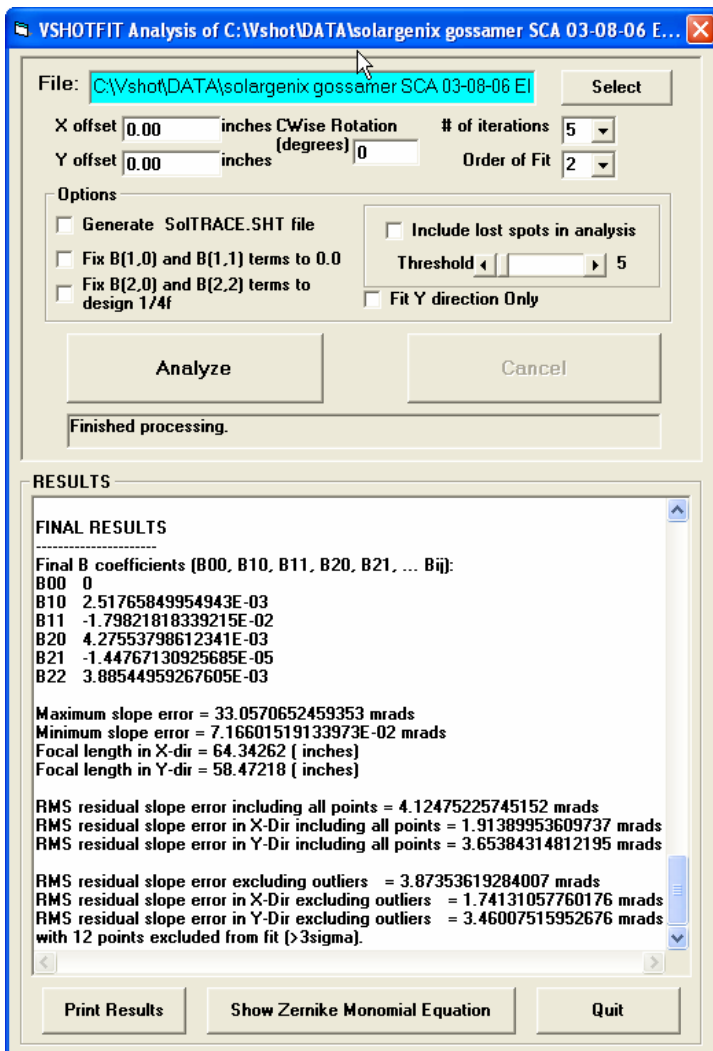 VSHOTFIT Analysis of C:\Vshot\DATA\solargenix gossamer SCA 03-08-06 E...
File: C:\Vshot\DATA\solargenix gossamer SCA 03-08-06 El Select
X offset 0.00 inches CWise Rotation (degrees) 0 # of iterations 5
Y offset 0.00 inches Order of Fit 2
Options
Generate SolTRACE.SHT file
Include lost spots in analysis
Fix B(1,0) and B(1,1) terms to 0.0
Threshold 5
Fix B(2,0) and B(2,2) terms to
design 1/4f
Fit Y direction Only
Analyze Cancel
Finished processing.
RESULTS
FINAL RESULTS
----------------------
Final B coefficients (B00, B10, B11, B20, B21, ... Bij):
B00 0
B10 2.51765849954943E-03
B11 -1.79821818339215E-02
B20 4.27553798612341E-03
B21 -1.44767130925685E-05
B22 3.88544959267605E-03
Maximum slope error = 33.0570652459353 mrads
Minimum slope error = 7.16601519133973E-02 mrads
Focal length in X-dir = 64.34262 ( inches)
Focal length in Y-dir = 58.47218 ( inches)
RMS residual slope error including all points = 4.12475225745152 mrads
RMS residual slope error in X-Dir including all points = 1.91389953609737 mrads
RMS residual slope error in Y-Dir including all points = 3.65384314812195 mrads
RMS residual slope error excluding outliers = 3.87353619284007 mrads
RMS residual slope error in X-Dir excluding outliers = 1.74131057760176 mrads
RMS residual slope error in Y-Dir excluding outliers = 3.46007515952676 mrads
with 12 points excluded from fit (>3sigma).
Print Results Show Zernike Monomial Equation Quit